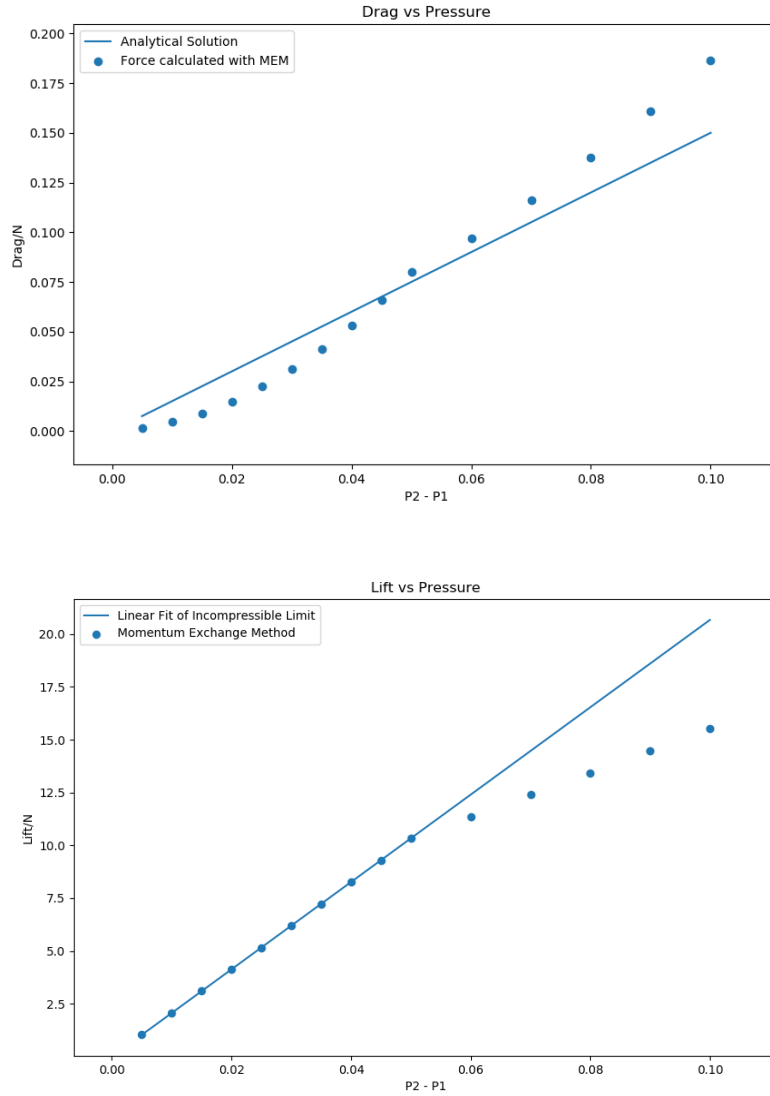 Drag vs Pressure
Analytical Solution
Force calculated with MEM
0.200
0.175
0.150
0.125
0.100
0.075
0.050
0.025
0.000
Drag/N
0.00 0.02 0.04 0.06 0.08 0.10
P2 - P1
Lift vs Pressure
Linear Fit of Incompressible Limit
Momentum Exchange Method
20.0
17.5
15.0
12.5
10.0
7.5
5.0
2.5
Lift/N
0.00 0.02 0.04 0.06 0.08 0.10
P2 - P1